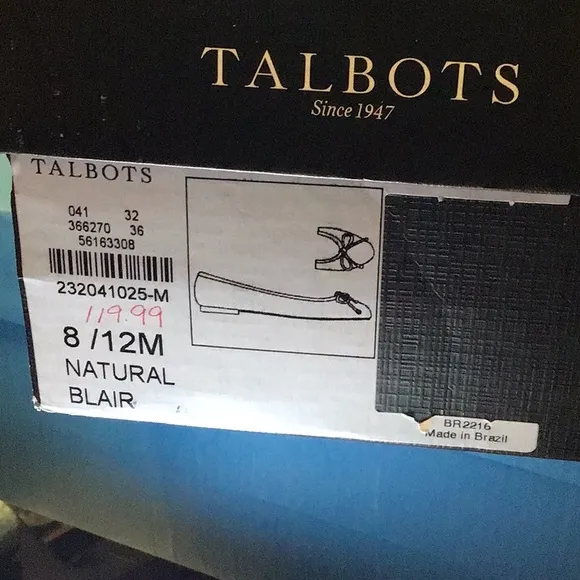 TALBOTS
Since 1947
TALBOTS
041 32
366270 36
56163308
232041025-M
119.99
8 /12M
NATURAL
BLAIR
BR2216
Made in Brazil